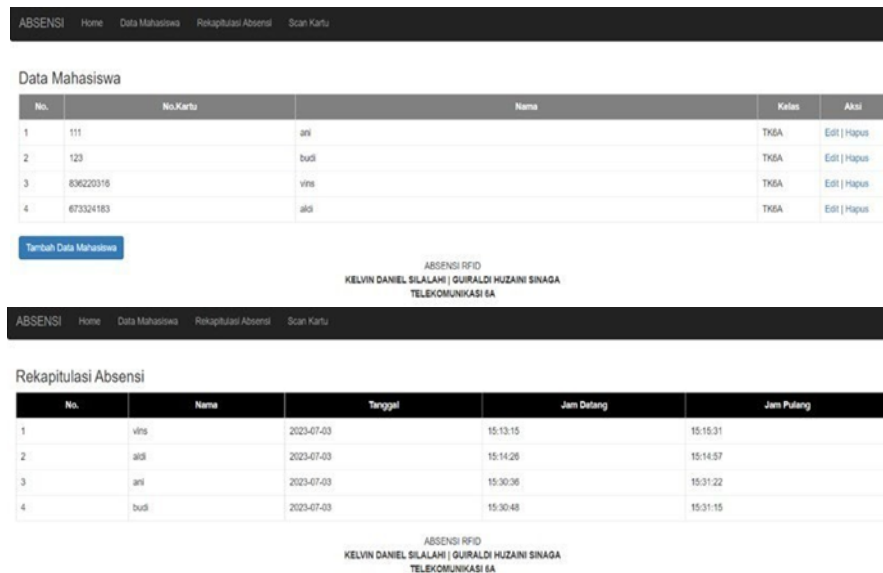 ABSENSI Home Data Mahasiswa Rekapitulasi Absensi Scan Kartu
Data Mahasiswa
No. No.Kartu Nama Kelas Aksi
1 111 ani TK6A Edit | Hapus
2 123 budi TK6A Edit | Hapus
3 836220316 vins TK6A Edit | Hapus
4 673324183 aldi TK6A Edit | Hapus
Tambah Data Mahasiswa
ABSENSI RFID
KELVIN DANIEL SILALAHI | GUIRALDI HUZAINI SINAGA
TELEKOMUNIKASI 6A
ABSENSI Home Data Mahasiswa Rekapitulasi Absensi Scan Kartu
Rekapitulasi Absensi
No. Nama Tanggal Jam Datang Jam Pulang
1 vins 2023-07-03 15:13:15 15:15:31
2 aldi 2023-07-03 15:14:26 15:14:57
3 ani 2023-07-03 15:30:36 15:31:22
4 budi 2023-07-03 15:30:48 15:31:15
ABSENSI RFID
KELVIN DANIEL SILALAHI | GUIRALDI HUZAINI SINAGA
TELEKOMUNIKASI 6A